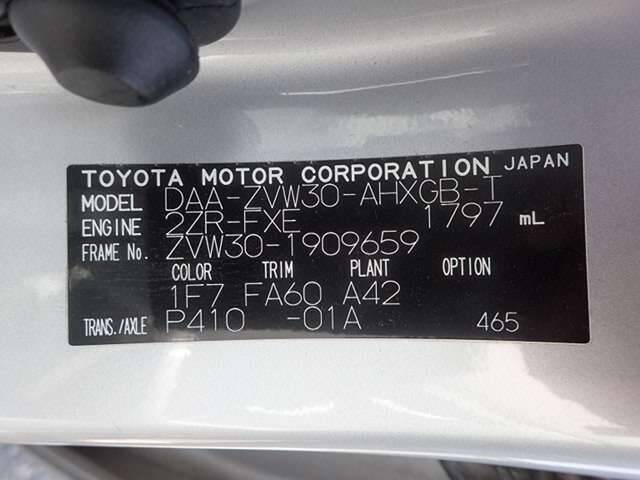 TOYOTA MOTOR CORPORATION JAPAN
MODEL DAA-ZVW30-AHXGB-T
ENGINE 2ZR-FXE 1797 mL
FRAME No. ZVW30-1909659
COLOR TRIM PLANT OPTION
1F7 FA60 A42
TRANS./AXLE P410 -01A 465